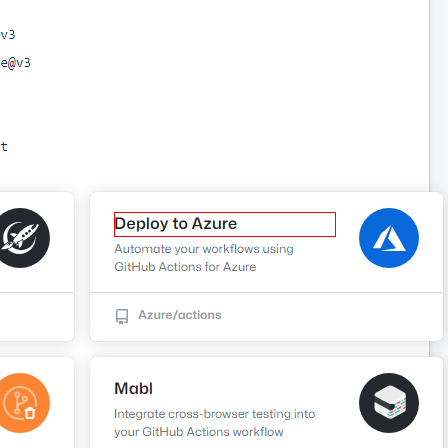 v3
e@v3
t
Deploy to Azure
Automate your workflows using
GitHub Actions for Azure
Azure/actions
Mabl
Integrate cross-browser testing into
your GitHub Actions workflow